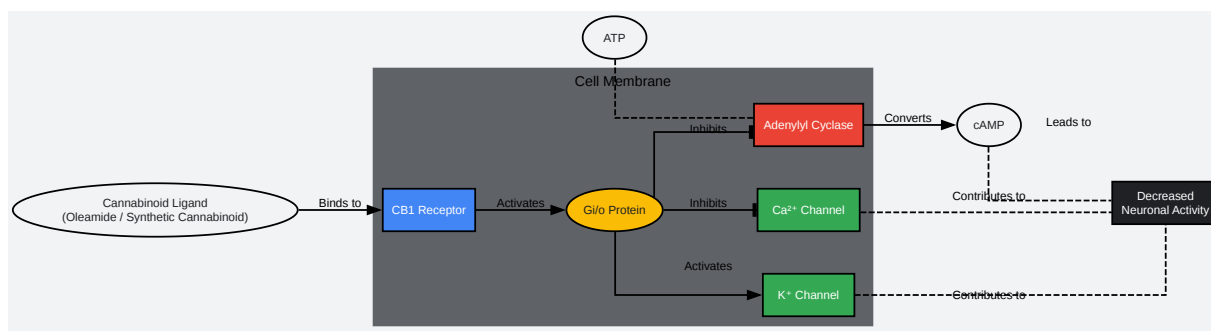 ATP
Cell Membrane
Inhibits
Adenylyl Cyclase
Converts
cAMP
Leads to
Cannabinoid Ligand
(Oleamide / Synthetic Cannabinoid)
Binds to
CB1 Receptor
Activates
Gi/o Protein
Inhibits
Ca²⁺ Channel
Contributes to
Decreased
Neuronal Activity
Activates
K⁺ Channel
Contributes to